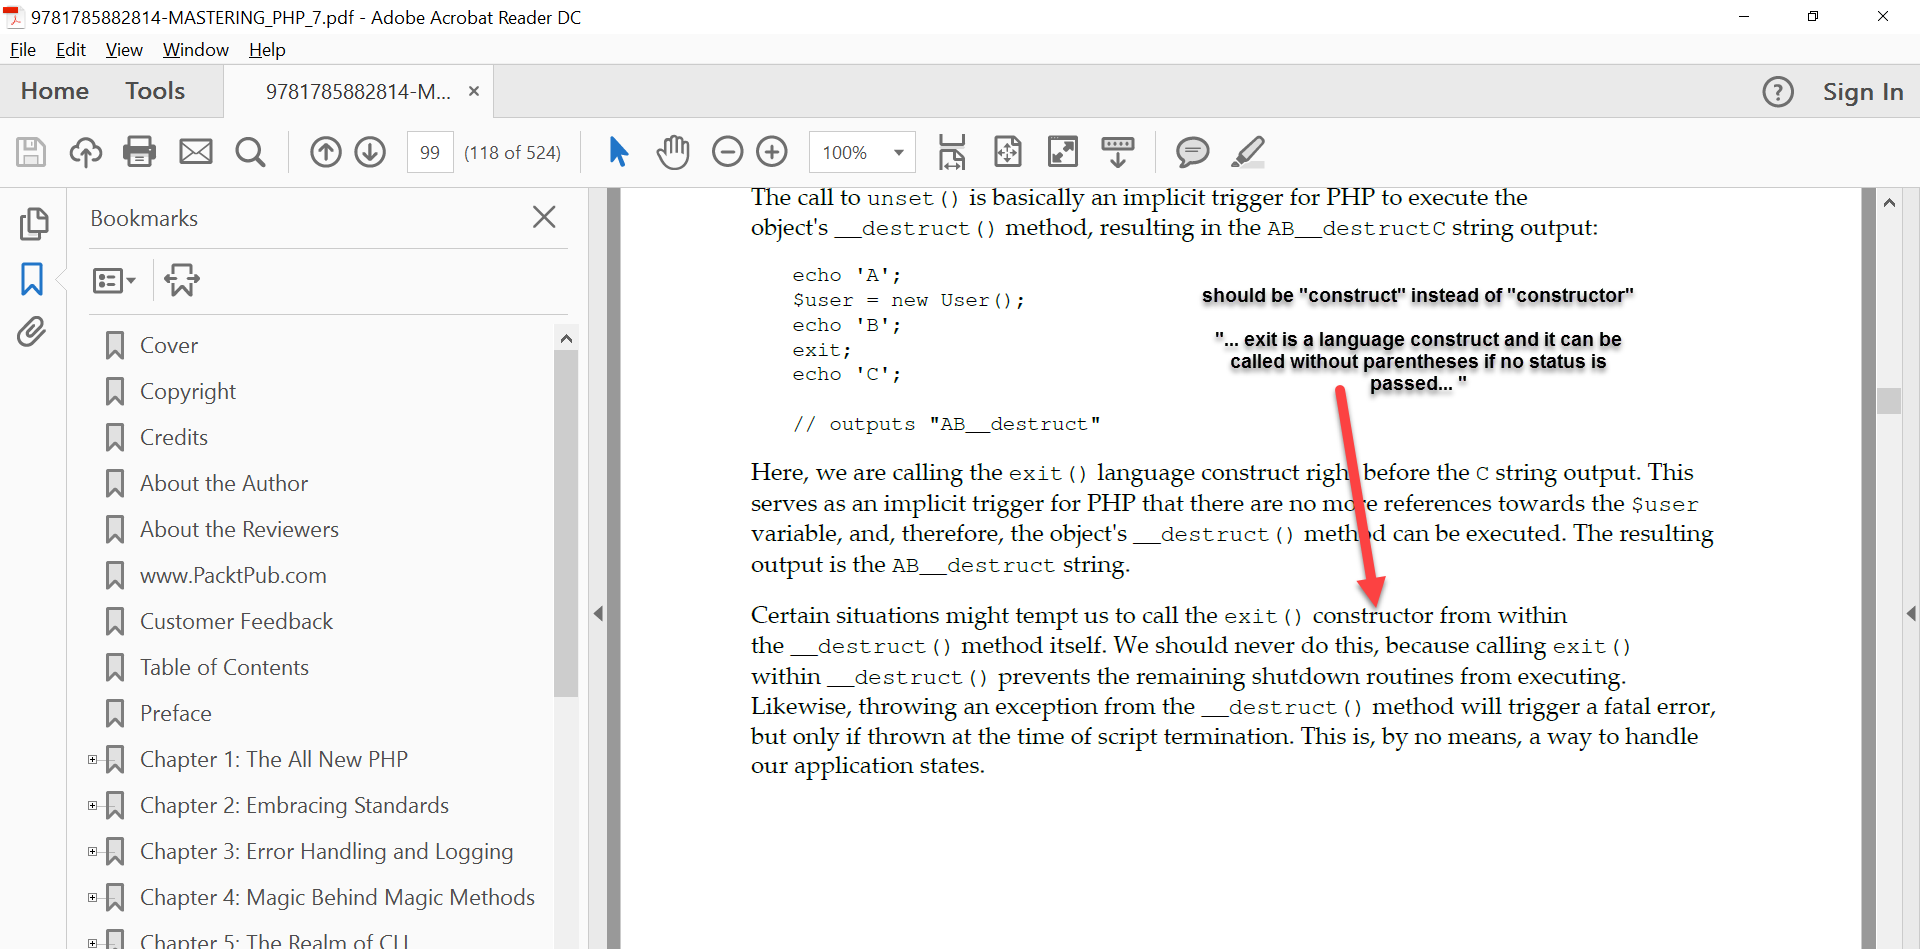 9781785882814-MASTERING_PHP_7.pdf - Adobe Acrobat Reader DC
File Edit View Window Help
Home Tools 9781785882814-M... × ? Sign In
99 (118 of 524) 100%
Bookmarks
Cover
Copyright
Credits
About the Author
About the Reviewers
www.PacktPub.com
Customer Feedback
Table of Contents
Preface
Chapter 1: The All New PHP
Chapter 2: Embracing Standards
Chapter 3: Error Handling and Logging
Chapter 4: Magic Behind Magic Methods
Chapter 5: The Realm of CLI
The call to unset() is basically an implicit trigger for PHP to execute the
object's __destruct() method, resulting in the AB__destructC string output:
echo 'A';
$user = new User();
echo 'B';
exit;
echo 'C';
// outputs "AB__destruct"
should be "construct" instead of "constructor"
"... exit is a language construct and it can be
called without parentheses if no status is
passed... "
Here, we are calling the exit() language construct right before the C string output. This
serves as an implicit trigger for PHP that there are no more references towards the $user
variable, and, therefore, the object's __destruct() method can be executed. The resulting
output is the AB__destruct string.
Certain situations might tempt us to call the exit() constructor from within
the __destruct() method itself. We should never do this, because calling exit()
within __destruct() prevents the remaining shutdown routines from executing.
Likewise, throwing an exception from the __destruct() method will trigger a fatal error,
but only if thrown at the time of script termination. This is, by no means, a way to handle
our application states.